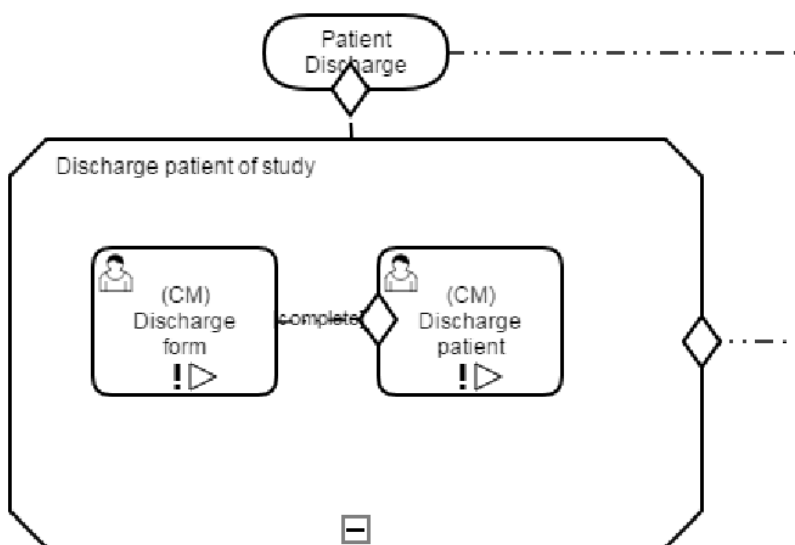 Patient
Discharge
Discharge patient of study
(CM)
Discharge
form
complete
(CM)
Discharge
patient